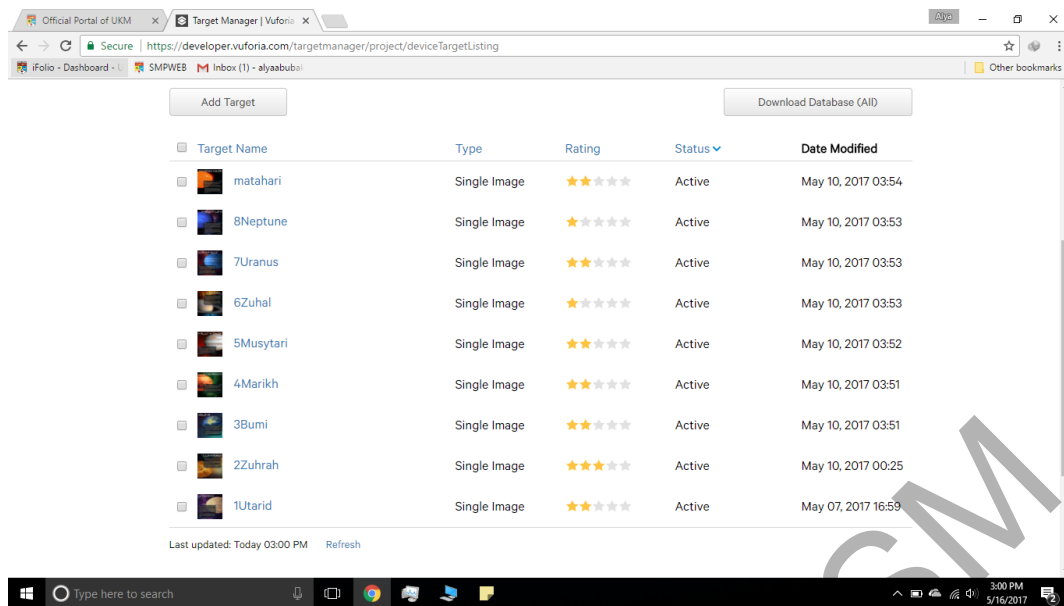 Official Portal of UKM
Target Manager | Vuforia
Alya
Secure https://developer.vuforia.com/targetmanager/project/deviceTargetListing
iFolio - Dashboard - U SMPWEB Inbox (1) - alyaabubak Other bookmarks
Add Target Download Database (All)
Target Name Type Rating Status Date Modified
matahari Single Image Active May 10, 2017 03:54
8Neptune Single Image Active May 10, 2017 03:53
7Uranus Single Image Active May 10, 2017 03:53
6Zuhal Single Image Active May 10, 2017 03:53
5Musytari Single Image Active May 10, 2017 03:52
4Marikh Single Image Active May 10, 2017 03:51
3Bumi Single Image Active May 10, 2017 03:51
2Zuhrah Single Image Active May 10, 2017 00:25
1Utarid Single Image Active May 07, 2017 16:59
Last updated: Today 03:00 PM Refresh
SM
Type here to search
3:00 PM
5/16/2017
2